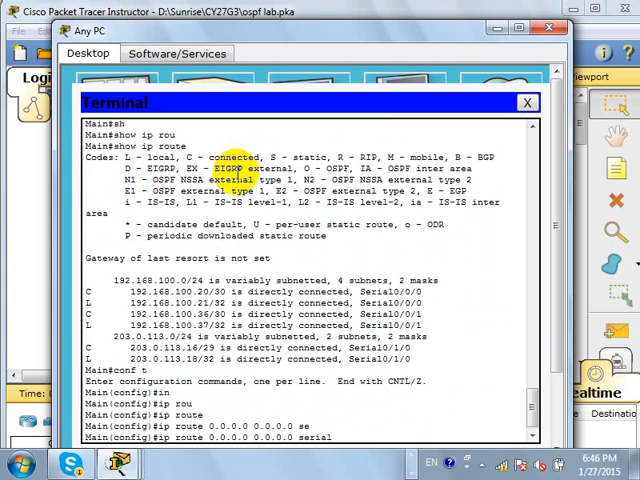 Cisco Packet Tracer Instructor - D:\Sunrise\CY27G3\ospf lab.pka
File
Any PC
Desktop
Software/Services
Logi
iewport
Terminal
X
Main#sh
Main#show ip rou
Main#show ip route
Codes: L - local, C - connected, S - static, R - RIP, M - mobile, B - BGP
D - EIGRP, EX - EIGRP external, O - OSPF, IA - OSPF inter area
N1 - OSPF NSSA external type 1, N2 - OSPF NSSA external type 2
E1 - OSPF external type 1, E2 - OSPF external type 2, E - EGP
i - IS-IS, L1 - IS-IS level-1, L2 - IS-IS level-2, ia - IS-IS inter
area
* - candidate default, U - per-user static route, o - ODR
P - periodic downloaded static route
Gateway of last resort is not set
192.168.100.0/24 is variably subnetted, 4 subnets, 2 masks
C 192.168.100.20/30 is directly connected, Serial0/0/0
L 192.168.100.21/32 is directly connected, Serial0/0/0
C 192.168.100.36/30 is directly connected, Serial0/0/1
L 192.168.100.37/32 is directly connected, Serial0/0/1
203.0.113.0/24 is variably subnetted, 2 subnets, 2 masks
C 203.0.113.16/29 is directly connected, Serial0/1/0
L 203.0.113.18/32 is directly connected, Serial0/1/0
Main#conf t
Enter configuration commands, one per line. End with CNTL/Z.
Main(config)#in
Main(config)#ip rou
Main(config)#ip route
Main(config)#ip route 0.0.0.0 0.0.0.0 se
Main(config)#ip route 0.0.0.0 0.0.0.0 serial
Time:
ealtime
Destinatio
EN
6:46 PM
1/27/2015